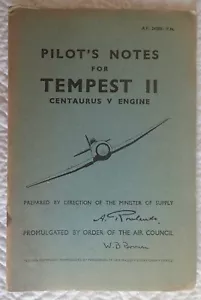 PILOT'S NOTES
FOR
TEMPEST II
CENTAURUS V ENGINE
PREPARED BY DIRECTION OF THE MINISTER OF SUPPLY
PROMULGATED BY ORDER OF THE AIR COUNCIL